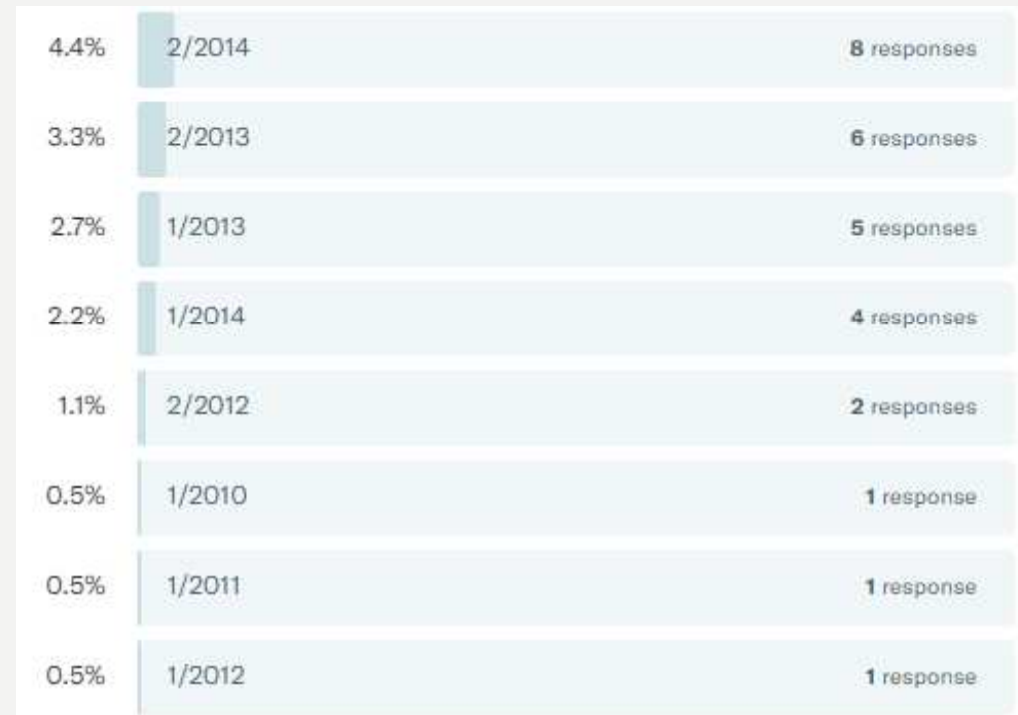 4.4% 2/2014 8 responses
3.3% 2/2013 6 responses
2.7% 1/2013 5 responses
2.2% 1/2014 4 responses
1.1% 2/2012 2 responses
0.5% 1/2010 1 response
0.5% 1/2011 1 response
0.5% 1/2012 1 response